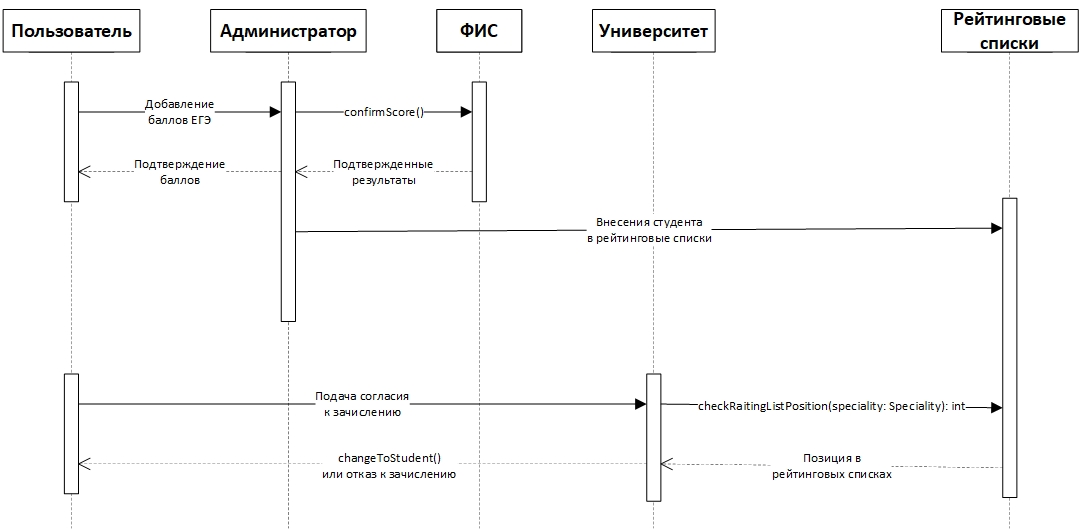 Пользователь
Администратор
ФИС
Университет
Рейтинговые
списки
Добавление
баллов ЕГЭ
confirmScore()
Подтверждение
баллов
Подтвержденные
результаты
Внесения студента
в рейтинговые списки
Подача согласия
к зачислению
checkRaitingListPosition(speciality: Speciality): int
changeToStudent()
или отказ к зачислению
Позиция в
рейтинговых списках